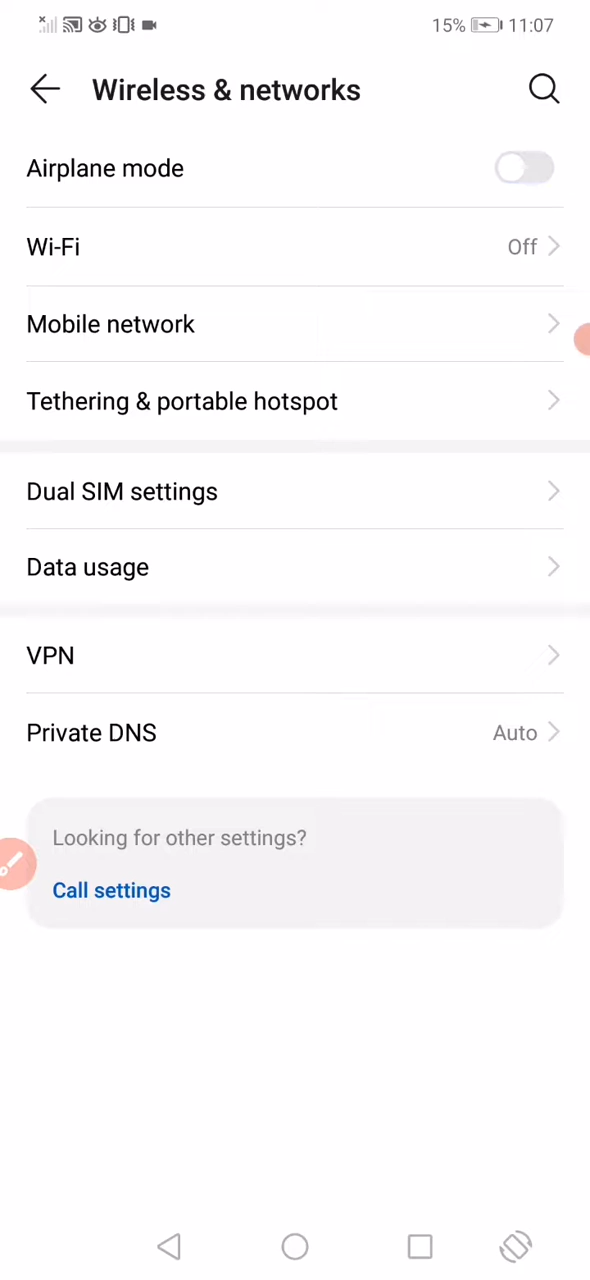 15% 11:07
Wireless & networks
Airplane mode
Wi-Fi Off
Mobile network
Tethering & portable hotspot
Dual SIM settings
Data usage
VPN
Private DNS Auto
Looking for other settings?
Call settings